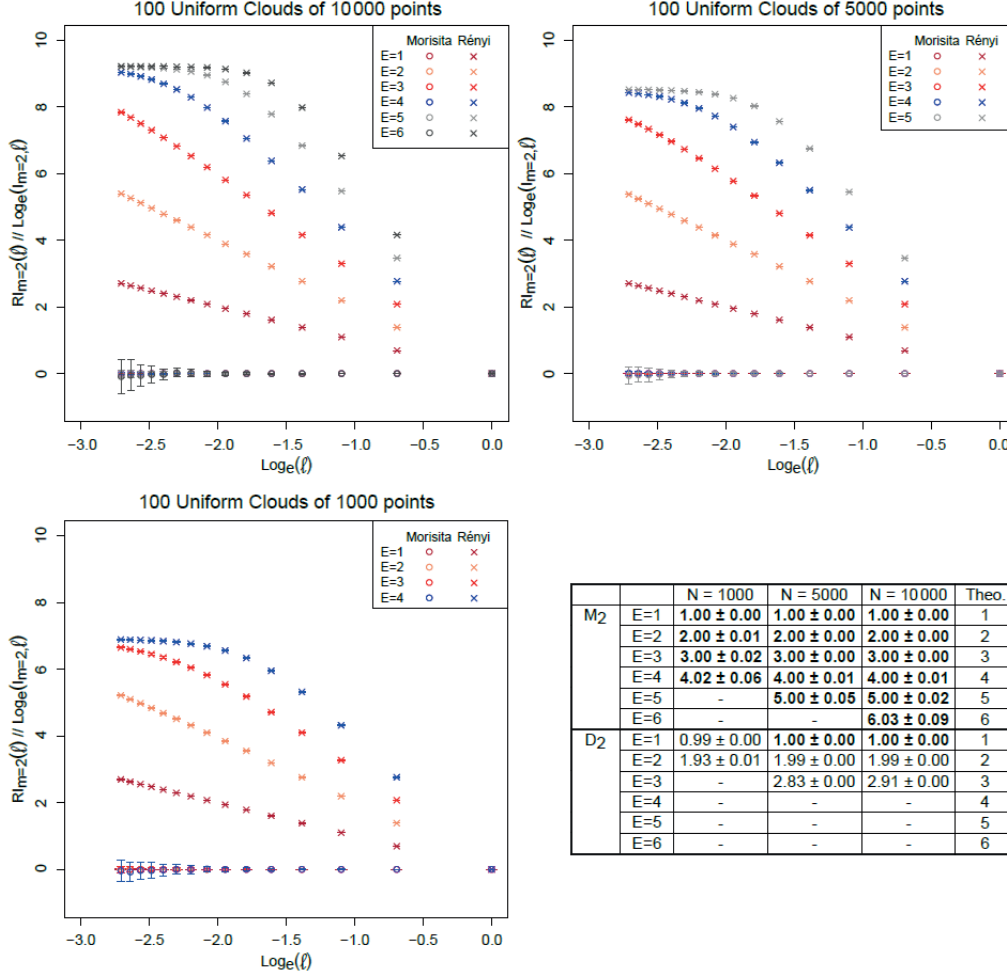 100 Uniform Clouds of 10000 points
RIm=2(ℓ) // Loge(Im=2,ℓ)
10
8
6
4
2
0
Morisita Rényi
E=1
E=2
E=3
E=4
E=5
E=6
−3.0 −2.5 −2.0 −1.5 −1.0 −0.5 0.0
Loge(ℓ)
100 Uniform Clouds of 5000 points
RIm=2(ℓ) // Loge(Im=2,ℓ)
10
8
6
4
2
0
Morisita Rényi
E=1
E=2
E=3
E=4
E=5
−3.0 −2.5 −2.0 −1.5 −1.0 −0.5 0.0
Loge(ℓ)
100 Uniform Clouds of 1000 points
RIm=2(ℓ) // Loge(Im=2,ℓ)
10
8
6
4
2
0
Morisita Rényi
E=1
E=2
E=3
E=4
−3.0 −2.5 −2.0 −1.5 −1.0 −0.5 0.0
Loge(ℓ)
N = 1000 N = 5000 N = 10000 Theo.
M2 E=1 1.00 ± 0.00 1.00 ± 0.00 1.00 ± 0.00 1
E=2 2.00 ± 0.01 2.00 ± 0.00 2.00 ± 0.00 2
E=3 3.00 ± 0.02 3.00 ± 0.00 3.00 ± 0.00 3
E=4 4.02 ± 0.06 4.00 ± 0.01 4.00 ± 0.01 4
E=5 - 5.00 ± 0.05 5.00 ± 0.02 5
E=6 - - 6.03 ± 0.09 6
D2 E=1 0.99 ± 0.00 1.00 ± 0.00 1.00 ± 0.00 1
E=2 1.93 ± 0.01 1.99 ± 0.00 1.99 ± 0.00 2
E=3 - 2.83 ± 0.00 2.91 ± 0.00 3
E=4 - - - 4
E=5 - - - 5
E=6 - - - 6